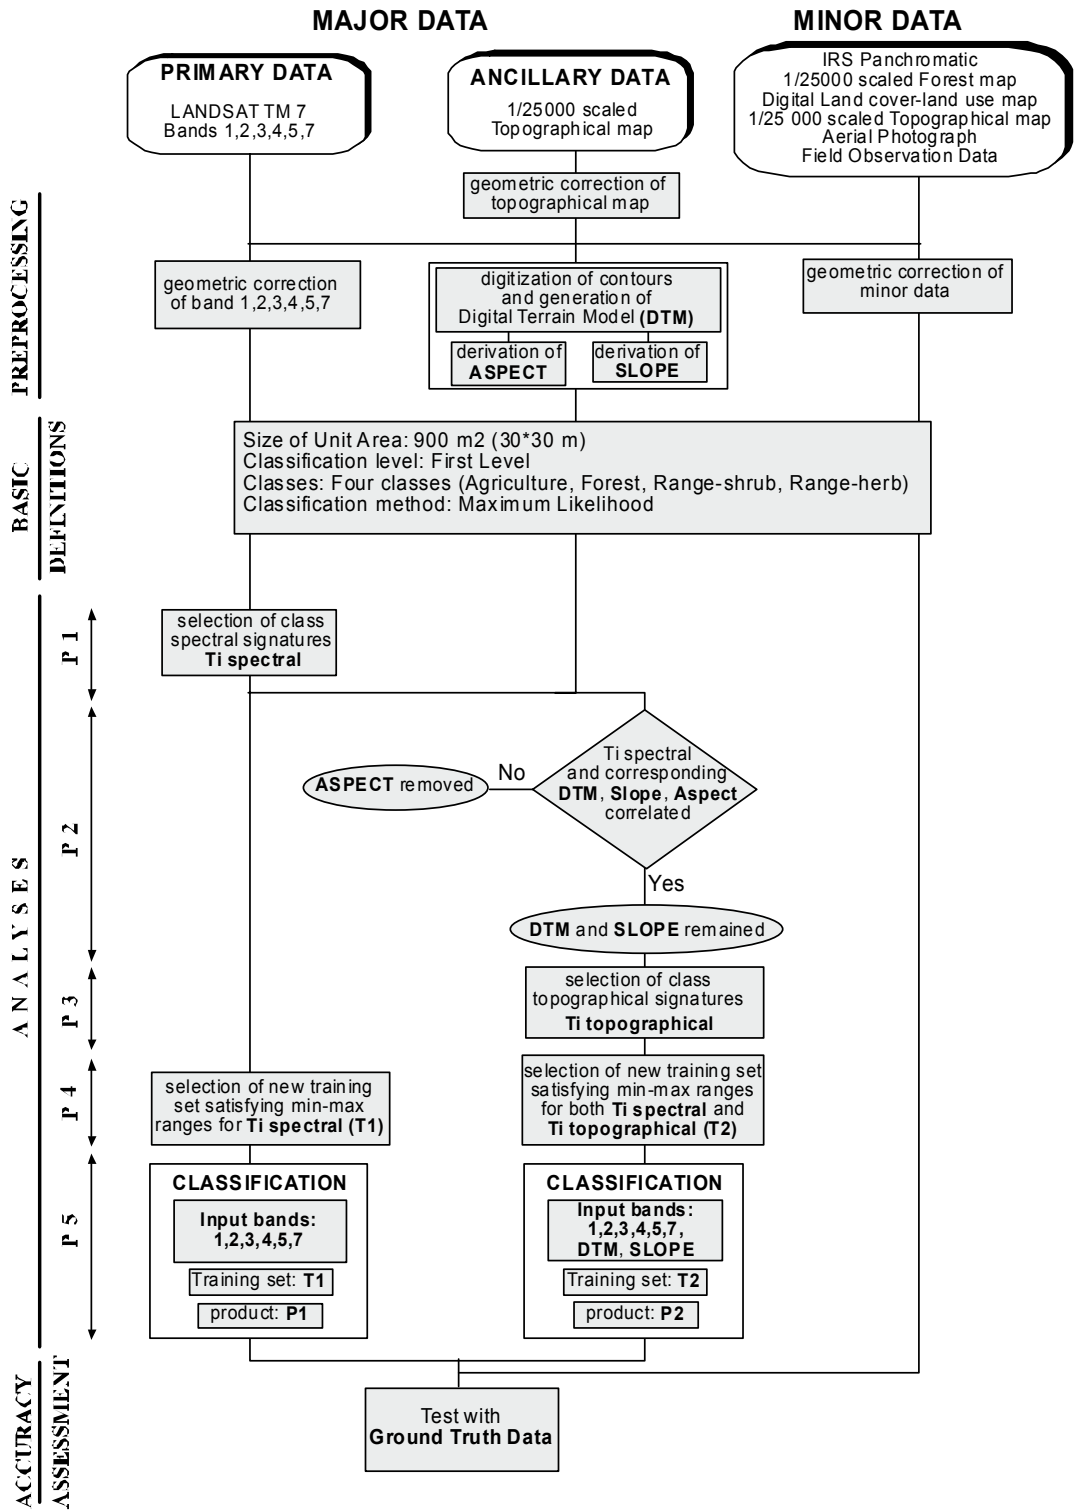 MAJOR DATA
MINOR DATA
PRIMARY DATA
LANDSAT TM 7
Bands 1,2,3,4,5,7
ANCILLARY DATA
1/25000 scaled
Topographical map
IRS Panchromatic
1/25000 scaled Forest map
Digital Land cover-land use map
1/25 000 scaled Topographical map
Aerial Photograph
Field Observation Data
PREPROCESSING
geometric correction of
topographical map
geometric correction
of band 1,2,3,4,5,7
digitization of contours
and generation of
Digital Terrain Model (DTM)
derivation of
ASPECT
derivation of
SLOPE
geometric correction of
minor data
BASIC
DEFINITIONS
Size of Unit Area: 900 m2 (30*30 m)
Classification level: First Level
Classes: Four classes (Agriculture, Forest, Range-shrub, Range-herb)
Classification method: Maximum Likelihood
ANALYSES
P 1
selection of class
spectral signatures
Ti spectral
P 2
Ti spectral
and corresponding
DTM, Slope, Aspect
correlated
No
ASPECT removed
Yes
DTM and SLOPE remained
P 3
selection of class
topographical signatures
Ti topographical
P 4
selection of new training
set satisfying min-max
ranges for Ti spectral (T1)
selection of new training set
satisfying min-max ranges
for both Ti spectral and
Ti topographical (T2)
P 5
CLASSIFICATION
Input bands:
1,2,3,4,5,7
Training set: T1
product: P1
CLASSIFICATION
Input bands:
1,2,3,4,5,7,
DTM, SLOPE
Training set: T2
product: P2
ACCURACY
ASSESSMENT
Test with
Ground Truth Data